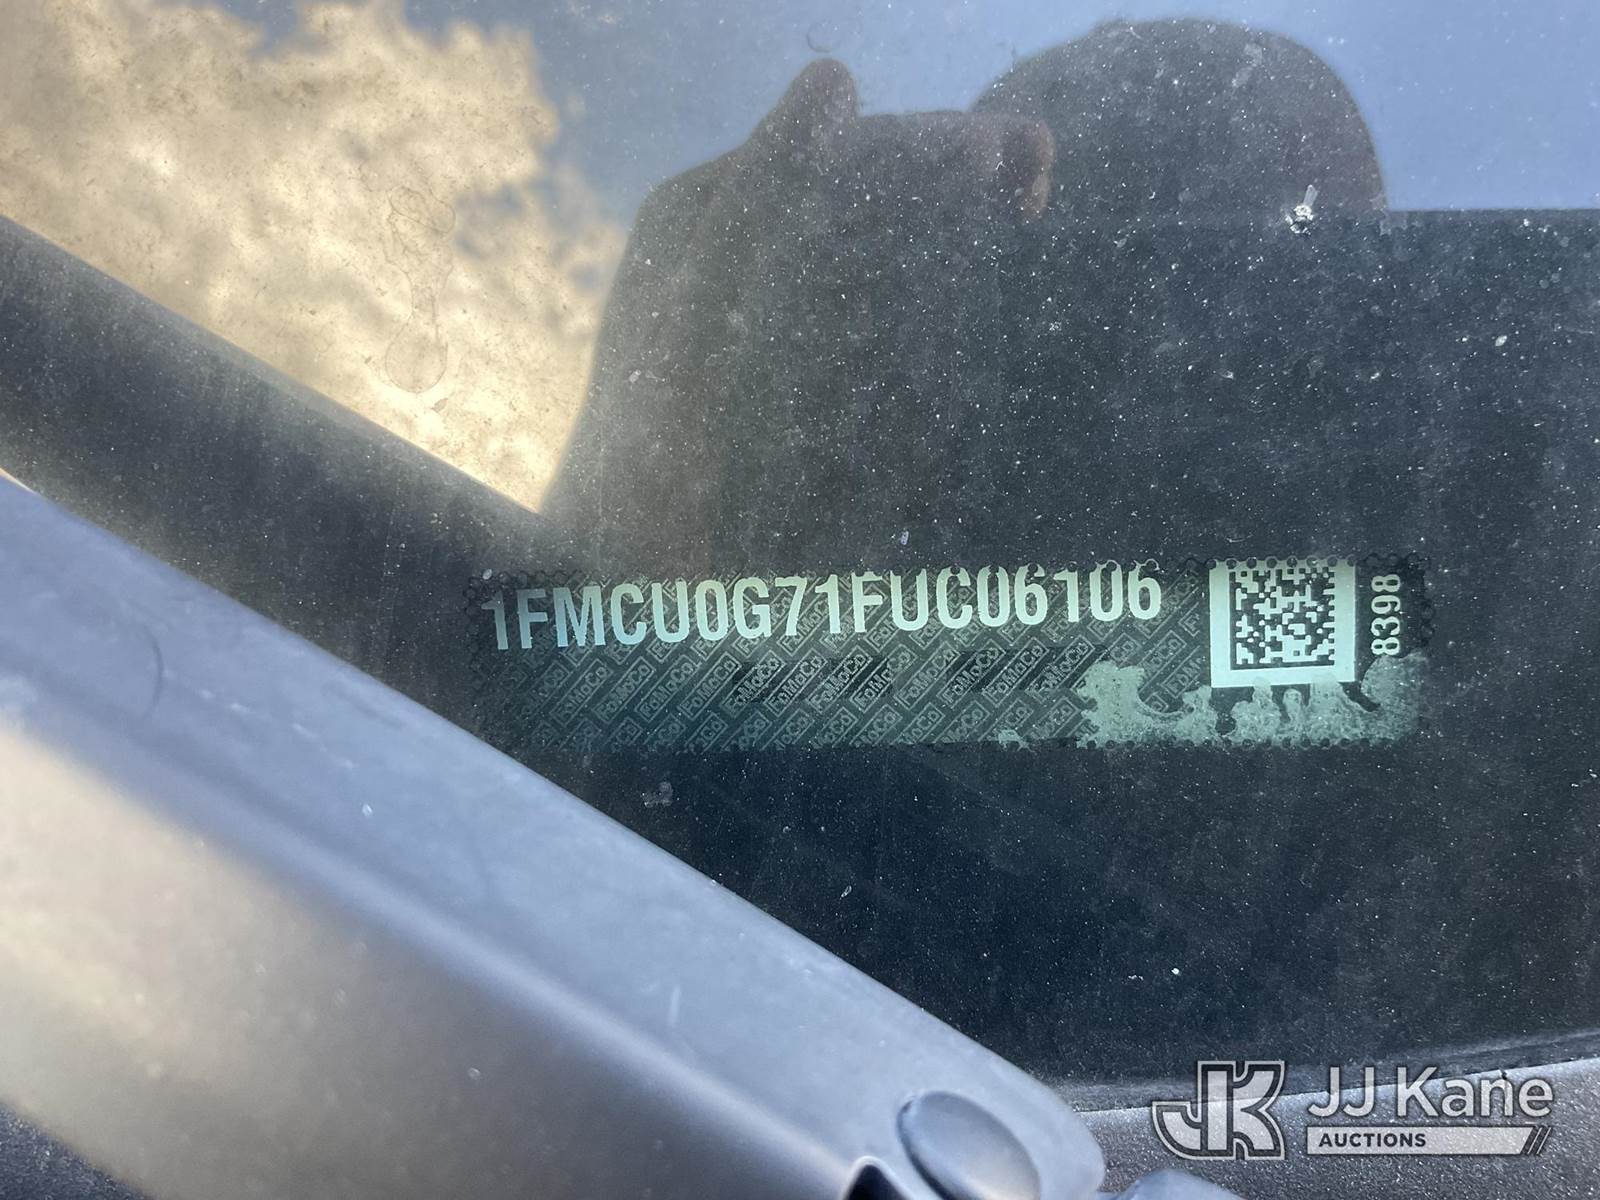 1FMCU0G71FUC06106
8398
JJ Kane
AUCTIONS